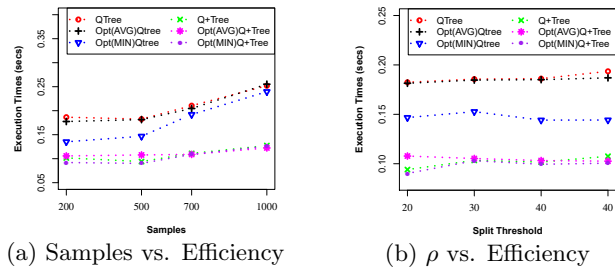 QTree
Opt(AVG)Qtree
Opt(MIN)Qtree
Q+Tree
Opt(AVG)Q+Tree
Opt(MIN)Q+Tree
Execution Times (secs)
0.35
0.25
0.15
0.05
200
500
700
1000
Samples
(a) Samples vs. Efficiency
QTree
Opt(AVG)Qtree
Opt(MIN)Qtree
Q+Tree
Opt(AVG)Q+Tree
Opt(MIN)Q+Tree
Execution Times (secs)
0.25
0.20
0.15
0.10
20
30
40
40
Split Threshold
(b) ρ vs. Efficiency